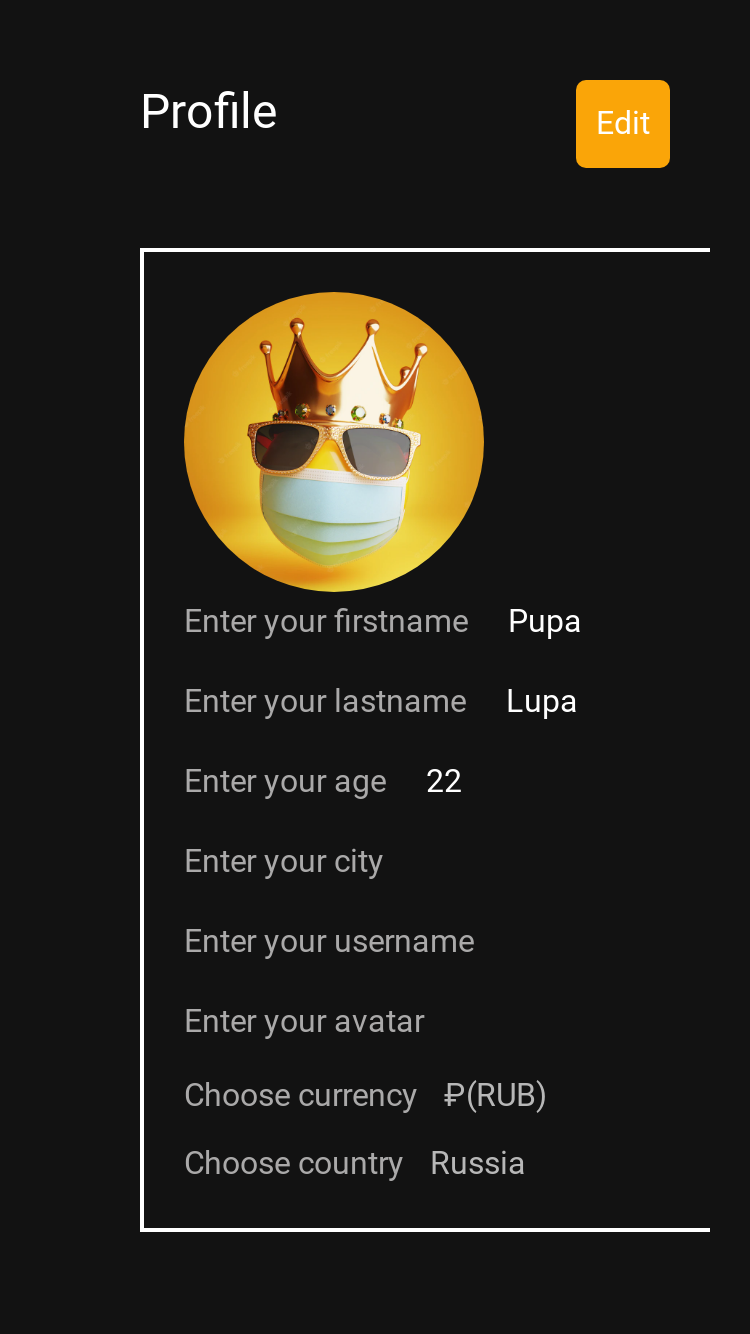 Profile
Edit
Enter your firstname Pupa
Enter your lastname Lupa
Enter your age 22
Enter your city
Enter your username
Enter your avatar
Choose currency ₽(RUB)
Choose country Russia